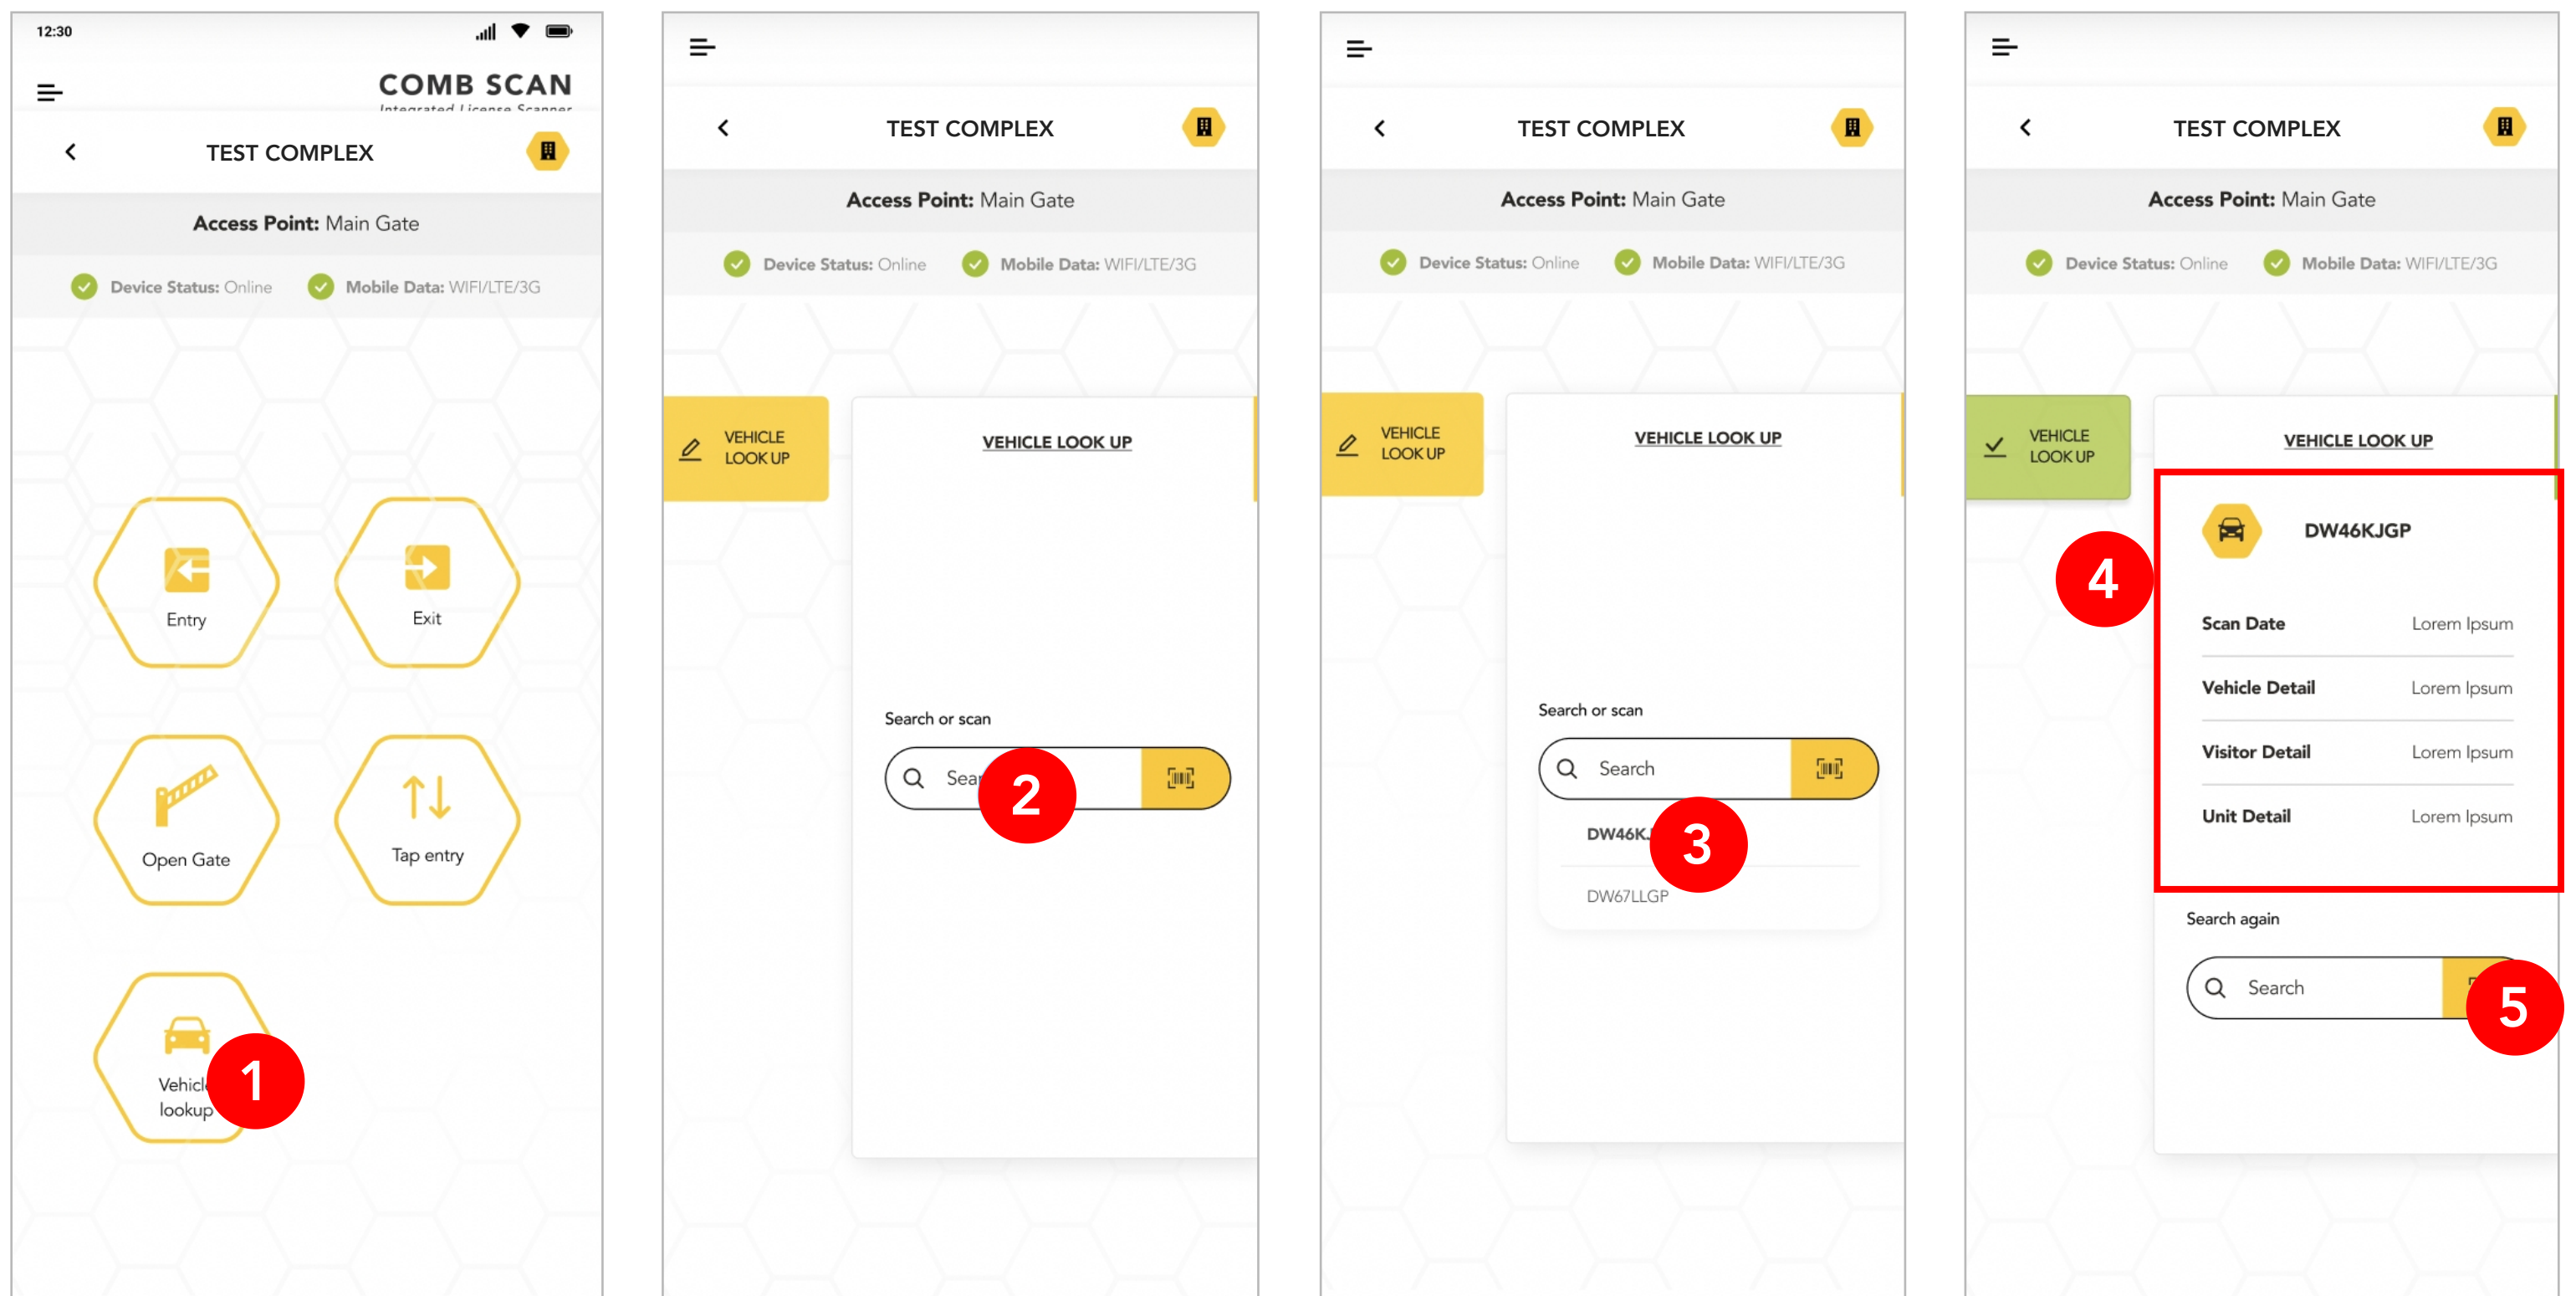 12:30
COMB SCAN
Integrated License Scanner
TEST COMPLEX
Access Point: Main Gate
Device Status: Online
Mobile Data: WIFI/LTE/3G
Entry
Exit
Open Gate
Tap entry
Vehicl
lookup
1
TEST COMPLEX
Access Point: Main Gate
Device Status: Online
Mobile Data: WIFI/LTE/3G
VEHICLE
LOOK UP
VEHICLE LOOK UP
Search or scan
Sear
2
TEST COMPLEX
Access Point: Main Gate
Device Status: Online
Mobile Data: WIFI/LTE/3G
VEHICLE
LOOK UP
VEHICLE LOOK UP
Search or scan
Search
DW46KJ
3
DW67LLGP
TEST COMPLEX
Access Point: Main Gate
Device Status: Online
Mobile Data: WIFI/LTE/3G
VEHICLE
LOOK UP
VEHICLE LOOK UP
4
DW46KJGP
Scan Date Lorem Ipsum
Vehicle Detail Lorem Ipsum
Visitor Detail Lorem Ipsum
Unit Detail Lorem Ipsum
Search again
Search
5